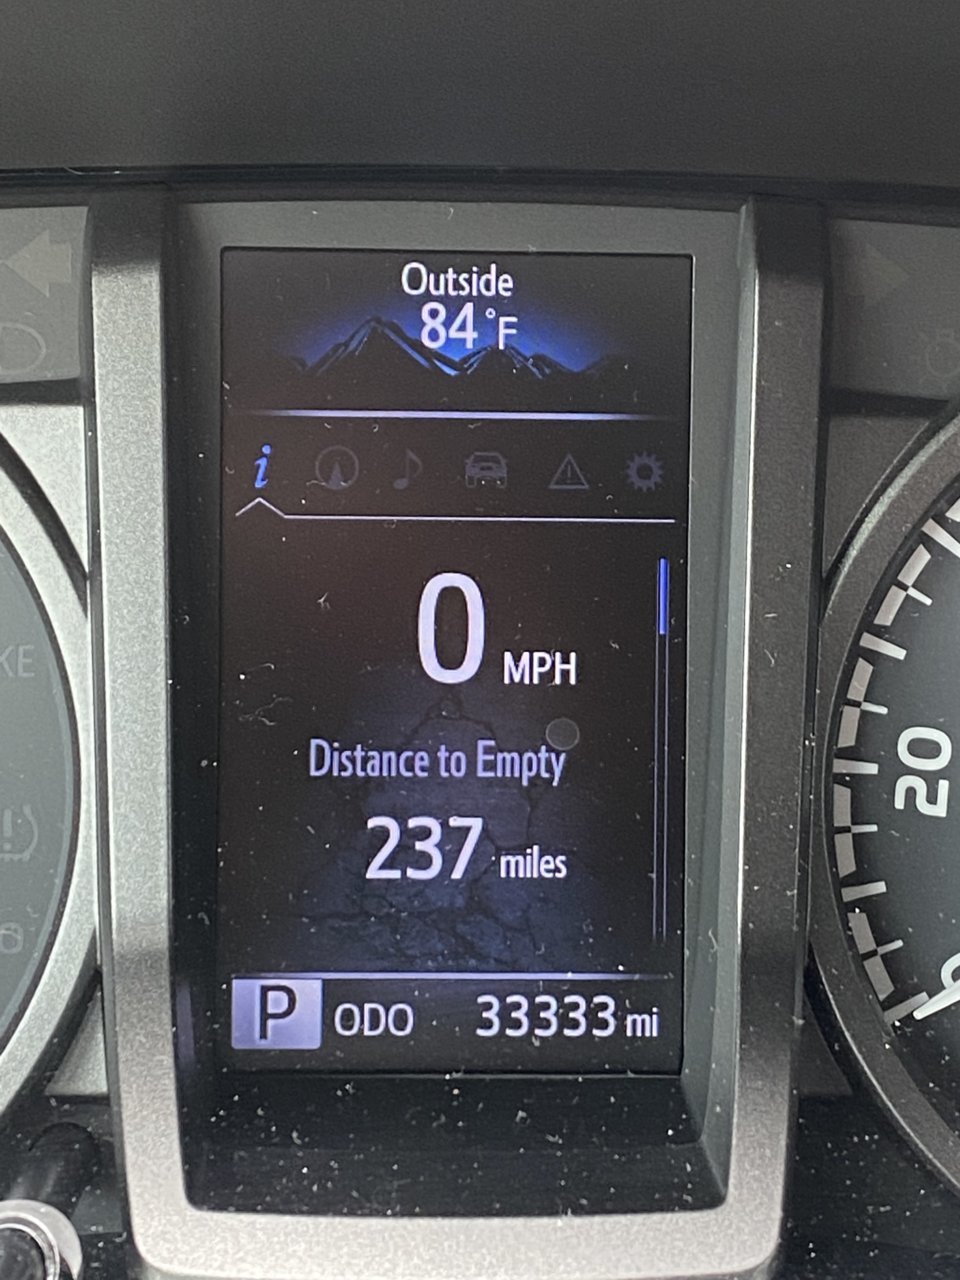 Outside
84°F
i
0 MPH
Distance to Empty
237 miles
P ODO 33333 mi
20